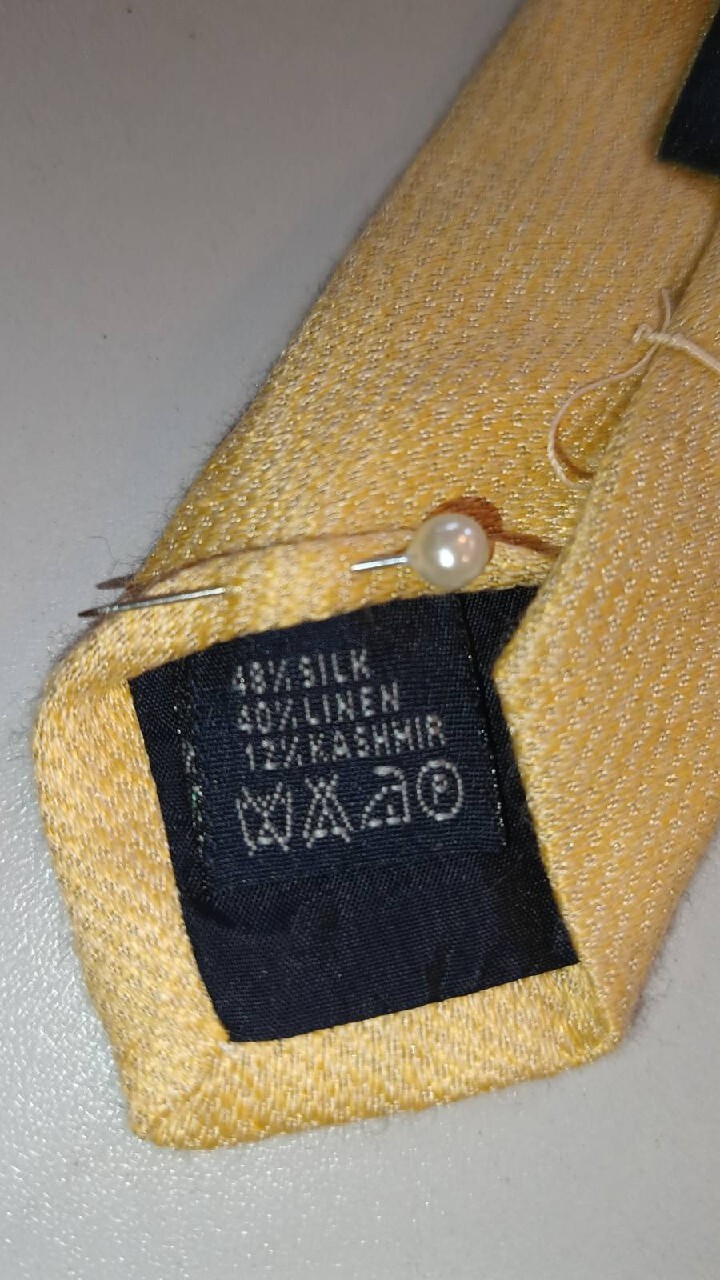 48% SILK
40% LINEN
12% KASHMIR